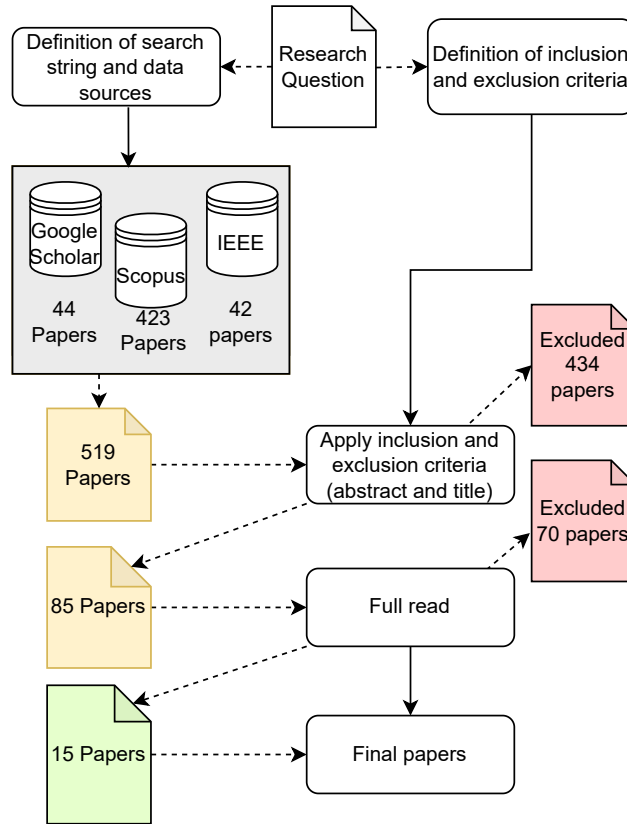 Definition of search
string and data
sources
Research
Question
Definition of inclusion
and exclusion criteria
Google
Scholar
Scopus
IEEE
44
Papers
423
Papers
42
papers
Excluded
434
papers
519
Papers
Apply inclusion and
exclusion criteria
(abstract and title)
Excluded
70 papers
85 Papers
Full read
15 Papers
Final papers